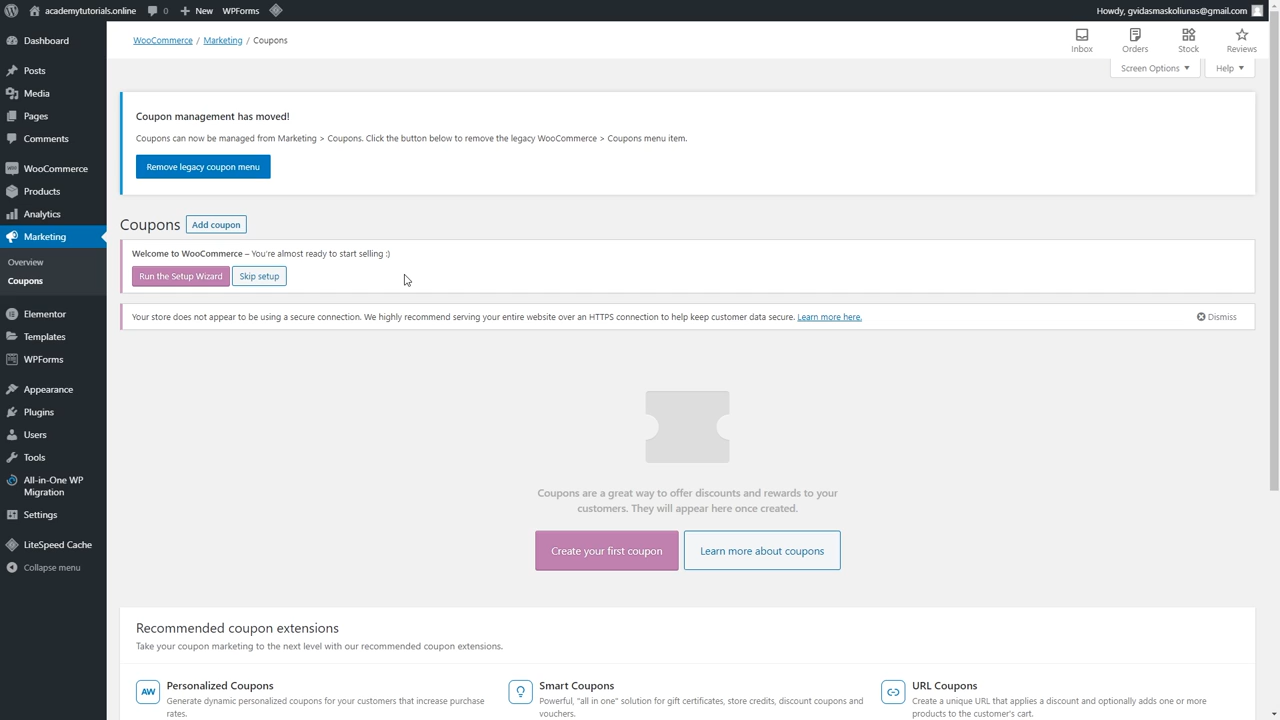 academytutorials.online
0
New
WPForms
Howdy, gvidasmaskoliunas@gmail.com
Dashboard
Posts
Media
Pages
Comments
WooCommerce
Products
Analytics
Marketing
Overview
Coupons
Elementor
Templates
WPForms
Appearance
Plugins
Users
Tools
All-in-One WP
Migration
Settings
LiteSpeed Cache
Collapse menu
WooCommerce / Marketing / Coupons
Inbox
Orders
Stock
Reviews
Screen Options
Help
Coupon management has moved!
Coupons can now be managed from Marketing > Coupons. Click the button below to remove the legacy WooCommerce > Coupons menu item.
Remove legacy coupon menu
Coupons
Add coupon
Welcome to WooCommerce – You're almost ready to start selling :)
Run the Setup Wizard
Skip setup
Your store does not appear to be using a secure connection. We highly recommend serving your entire website over an HTTPS connection to help keep customer data secure. Learn more here.
Dismiss
Coupons are a great way to offer discounts and rewards to your
customers. They will appear here once created.
Create your first coupon
Learn more about coupons
Recommended coupon extensions
Take your coupon marketing to the next level with our recommended coupon extensions.
AW
Personalized Coupons
Generate dynamic personalized coupons for your customers that increase purchase
rates.
Smart Coupons
Powerful, "all in one" solution for gift certificates, store credits, discount coupons and
vouchers.
URL Coupons
Create a unique URL that applies a discount and optionally adds one or more
products to the customer's cart.